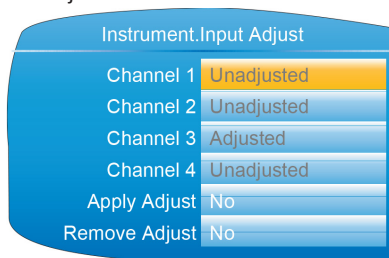 Instrument.Input Adjust
Channel 1 Unadjusted
Channel 2 Unadjusted
Channel 3 Adjusted
Channel 4 Unadjusted
Apply Adjust No
Remove Adjust No